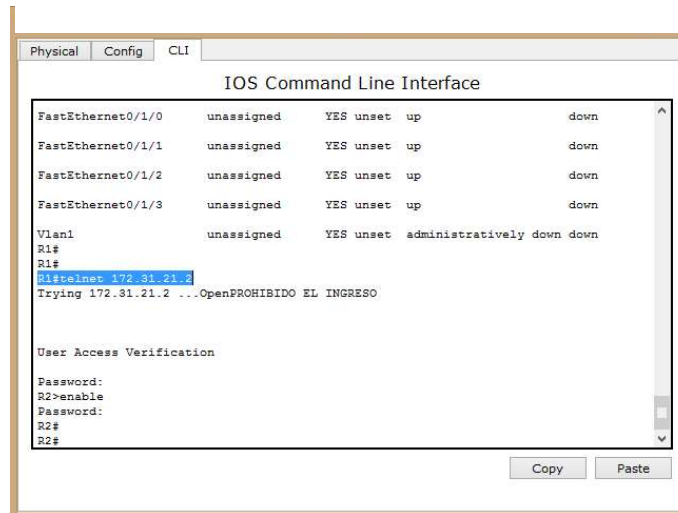 Physical Config CLI
IOS Command Line Interface
FastEthernet0/1/0 unassigned YES unset up down
FastEthernet0/1/1 unassigned YES unset up down
FastEthernet0/1/2 unassigned YES unset up down
FastEthernet0/1/3 unassigned YES unset up down
Vlan1 unassigned YES unset administratively down down
R1#
R1#
R1#telnet 172.31.21.2
Trying 172.31.21.2 ...OpenPROHIBIDO EL INGRESO
User Access Verification
Password:
R2>enable
Password:
R2#
R2#
Copy Paste